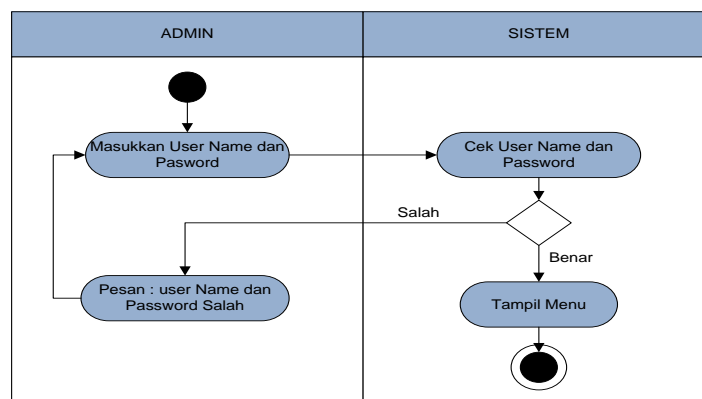 ADMIN
SISTEM
Masukkan User Name dan
Pasword
Cek User Name dan
Password
Salah
Benar
Pesan : user Name dan
Password Salah
Tampil Menu